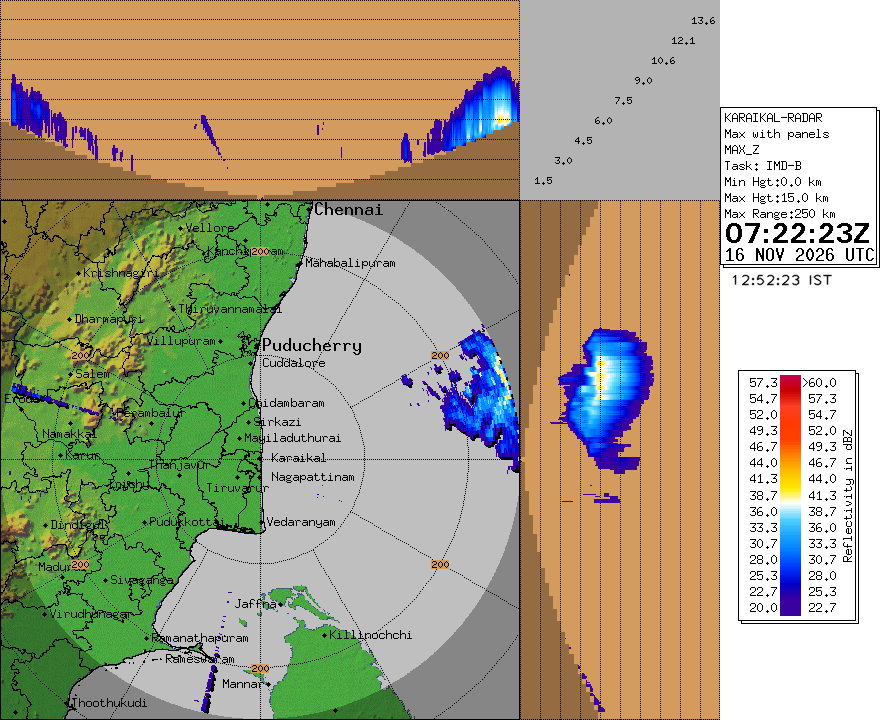 13.6
12.1
10.6
9.0
7.5
6.0
4.5
3.0
1.5
KARAIKAL-RADAR
Max with panels
MAX_Z
Task: IMD-B
Min Hgt:0.0 km
Max Hgt:15.0 km
Max Range:250 km
07:22:23Z
16 NOV 2026 UTC
12:52:23 IST
Chennai
Vellore
200
Mahabalipuram
Krishnagiri
Thiruvannamalai
Dharmapuri
Villupuram
Puducherry
200
200
Cuddalore
Salem
Erode
Perambalur
Chidambaram
Sirkazi
Namakkal
Mayiladuthurai
Karur
Thanjavur
Karaikal
Nagapattinam
Tiruvarur
Dindigul
Pudukkottai
Vedaranyam
200
200
Sivaganga
Jaffna
Virudhunagar
Ramanathapuram
Killinochchi
Rameswaram
200
Mannar
Thoothukudi
57.3 >60.0
54.7 57.3
52.0 54.7
49.3 52.0
46.7 49.3
44.0 46.7
41.3 44.0
38.7 41.3
36.0 38.7
33.3 36.0
30.7 33.3
28.0 30.7
25.3 28.0
22.7 25.3
20.0 22.7
Reflectivity in dBZ